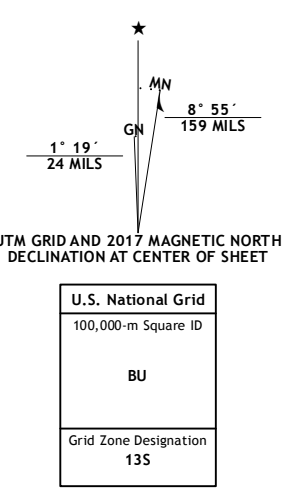 ★
MN
8° 55´
159 MILS
GN
1° 19´
24 MILS
UTM GRID AND 2017 MAGNETIC NORTH
DECLINATION AT CENTER OF SHEET
U.S. National Grid
100,000-m Square ID
BU
Grid Zone Designation
13S